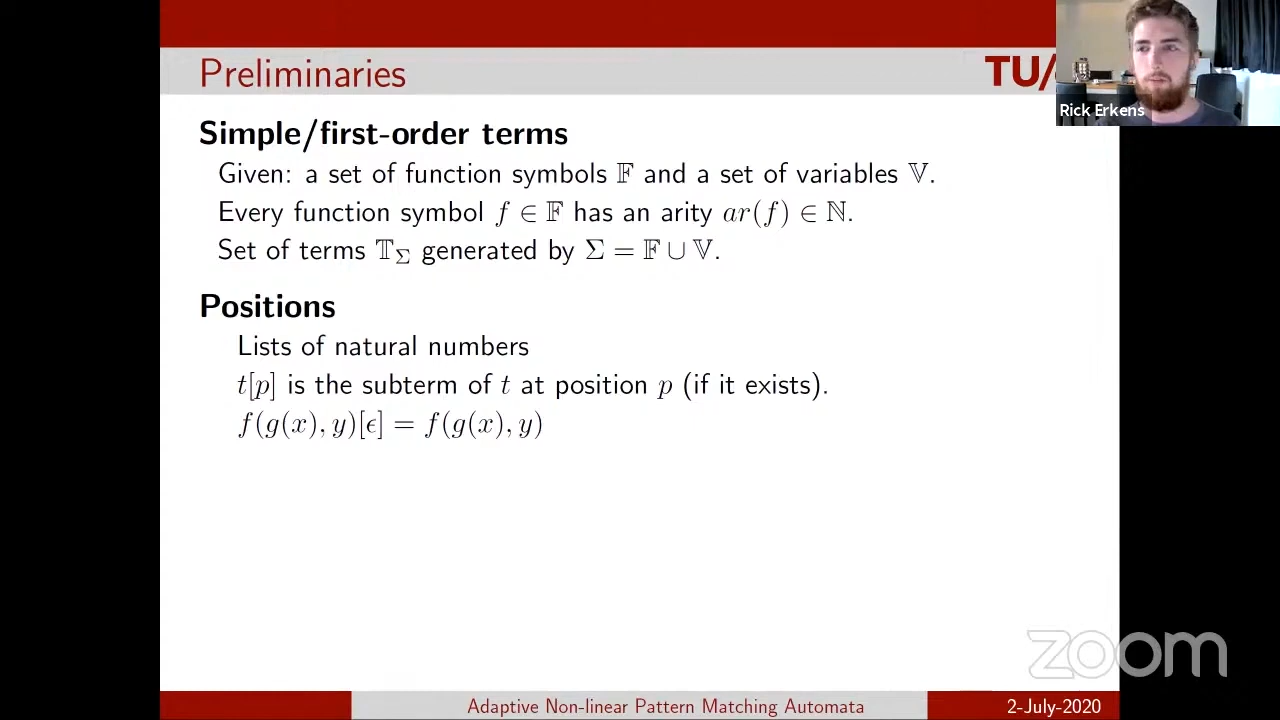 Preliminaries
TU/
Rick Erkens
Simple/first-order terms
Given: a set of function symbols 𝔽 and a set of variables 𝕍.
Every function symbol f ∈ 𝔽 has an arity ar(f) ∈ ℕ.
Set of terms 𝕋_Σ generated by Σ = 𝔽 ∪ 𝕍.
Positions
Lists of natural numbers
t[p] is the subterm of t at position p (if it exists).
f(g(x), y)[ϵ] = f(g(x), y)
zoom
Adaptive Non-linear Pattern Matching Automata
2-July-2020